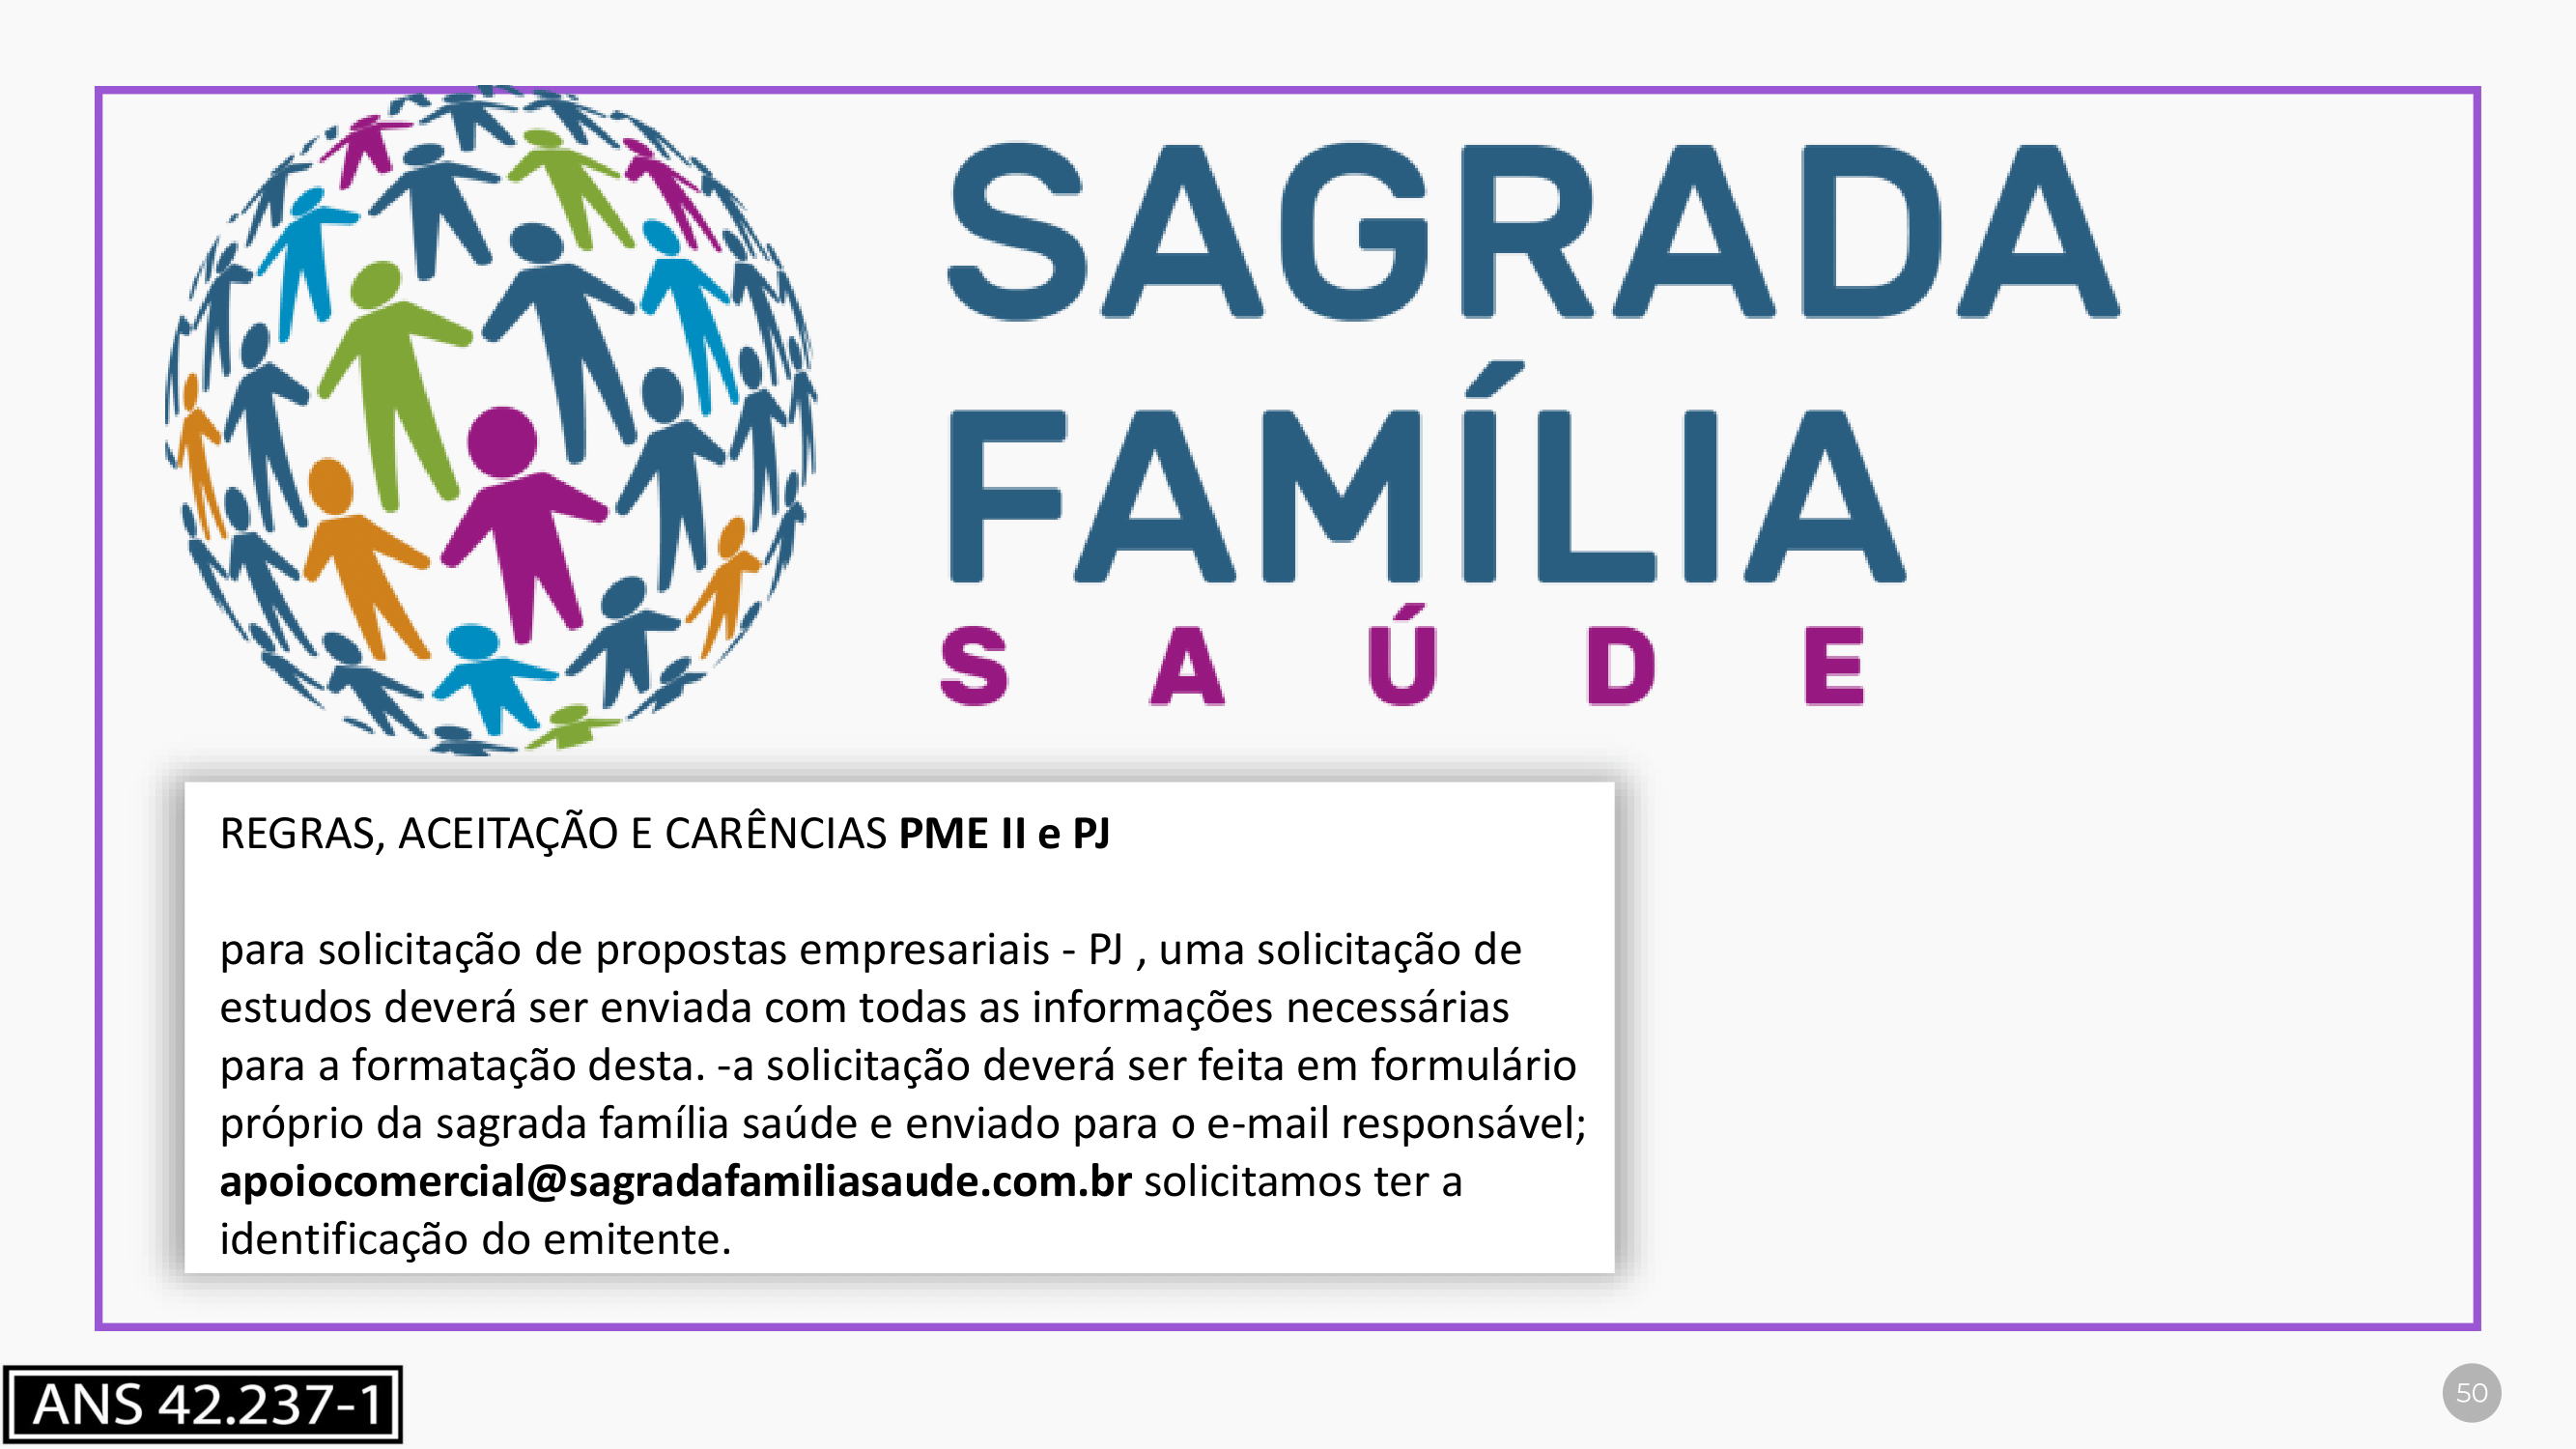 SAGRADA
FAMÍLIA
SAÚDE
REGRAS, ACEITAÇÃO E CARÊNCIAS PME II e PJ
para solicitação de propostas empresariais - PJ , uma solicitação de
estudos deverá ser enviada com todas as informações necessárias
para a formatação desta. -a solicitação deverá ser feita em formulário
próprio da sagrada família saúde e enviado para o e-mail responsável;
apoiocomercial@sagradafamiliasaude.com.br solicitamos ter a
identificação do emitente.
ANS 42.237-1
50